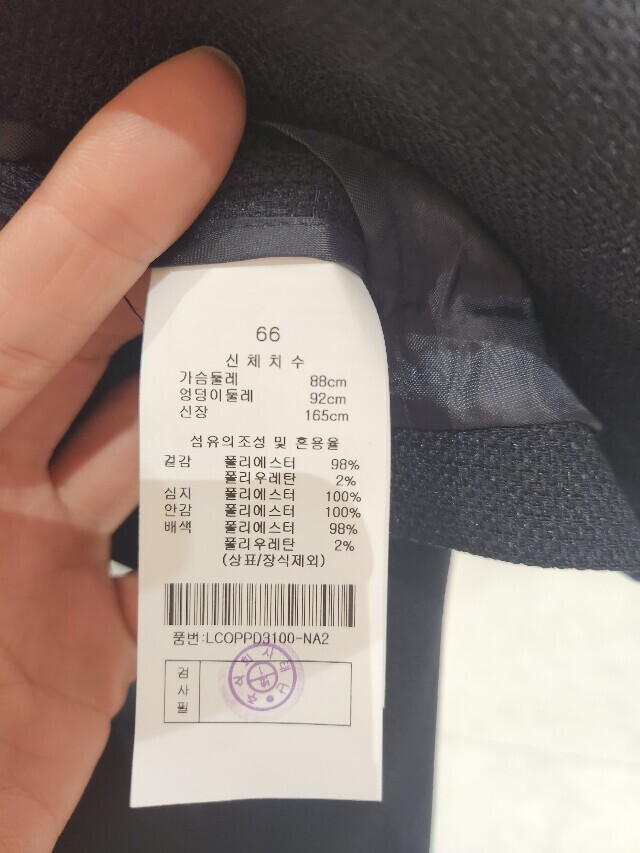 66
신체치수
가슴둘레 88cm
엉덩이둘레 92cm
신장 165cm
섬유의조성 및 혼용율
겉감 폴리에스터 98%
폴리우레탄 2%
심지 폴리에스터 100%
안감 폴리에스터 100%
배색 폴리에스터 98%
폴리우레탄 2%
(상표/장식제외)
품번:LCOPPD3100-NA2
검사필